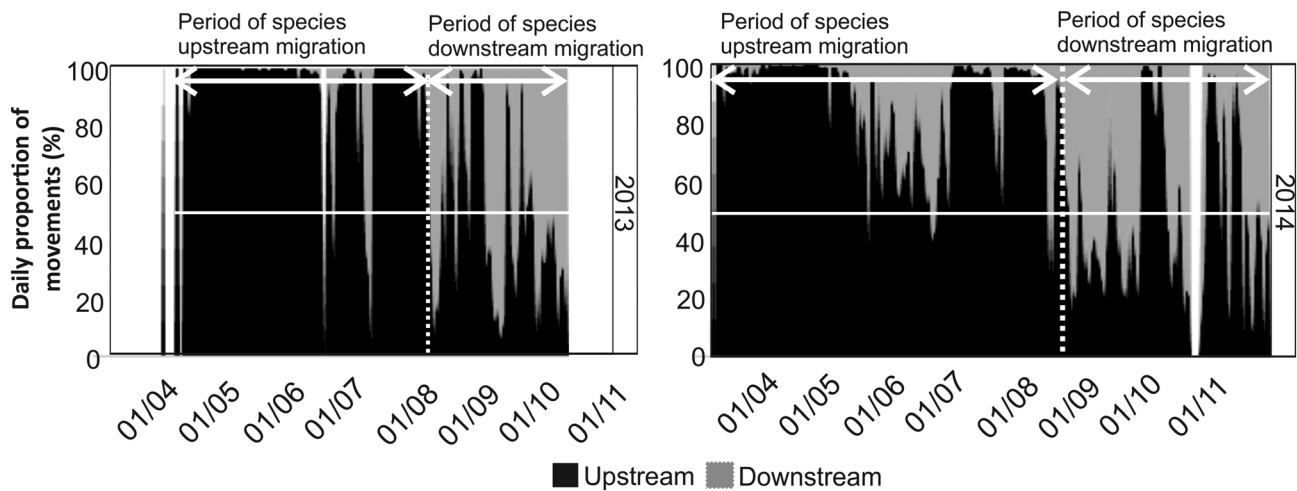 Period of species
upstream migration
Period of species
downstream migration
Daily proportion of
movements (%)
100
80
60
40
20
0
2013
01/04
01/05
01/06
01/07
01/08
01/09
01/10
01/11
Period of species
upstream migration
Period of species
downstream migration
100
80
60
40
20
0
2014
01/04
01/05
01/06
01/07
01/08
01/09
01/10
01/11
Upstream
Downstream